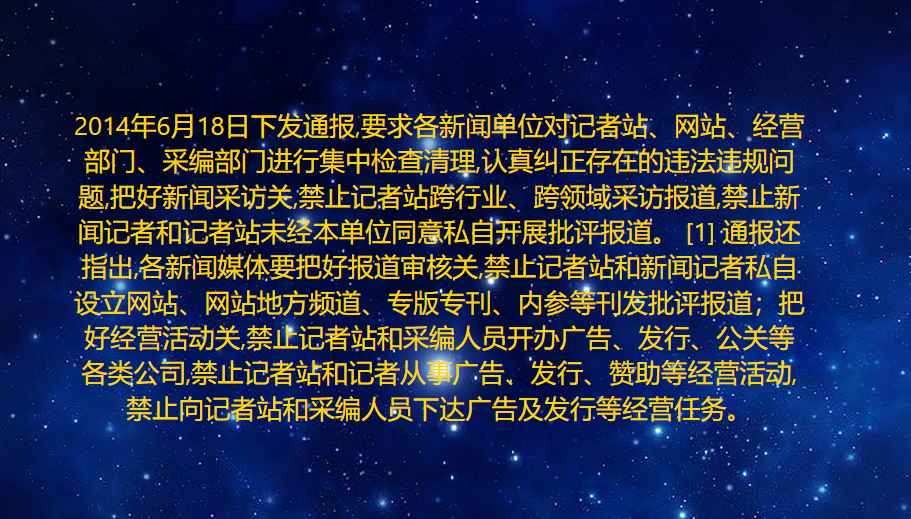 2014年6月18日下发通报,要求各新闻单位对记者站、网站、经营
部门、采编部门进行集中检查清理,认真纠正存在的违法违规问
题,把好新闻采访关,禁止记者站跨行业、跨领域采访报道,禁止新
闻记者和记者站未经本单位同意私自开展批评报道。 [1] 通报还
指出,各新闻媒体要把好报道审核关,禁止记者站和新闻记者私自
设立网站、网站地方频道、专版专刊、内参等刊发批评报道；把
好经营活动关,禁止记者站和采编人员开办广告、发行、公关等
各类公司,禁止记者站和记者从事广告、发行、赞助等经营活动,
禁止向记者站和采编人员下达广告及发行等经营任务。